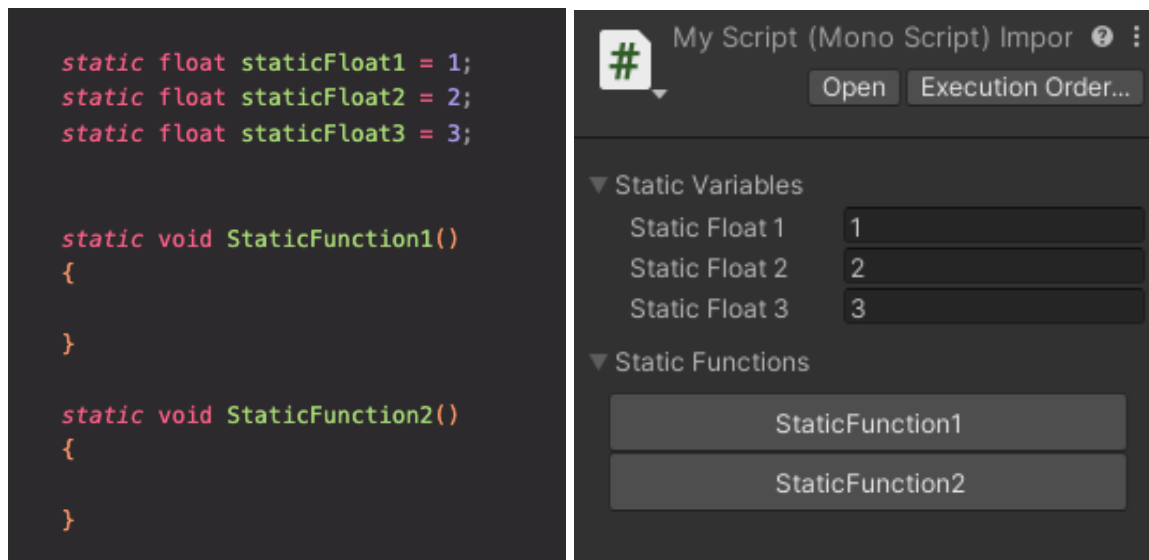 static float staticFloat1 = 1;
static float staticFloat2 = 2;
static float staticFloat3 = 3;
static void StaticFunction1()
{
}
static void StaticFunction2()
{
}
#
My Script (Mono Script) Impor
Open Execution Order...
Static Variables
Static Float 1 1
Static Float 2 2
Static Float 3 3
Static Functions
StaticFunction1
StaticFunction2